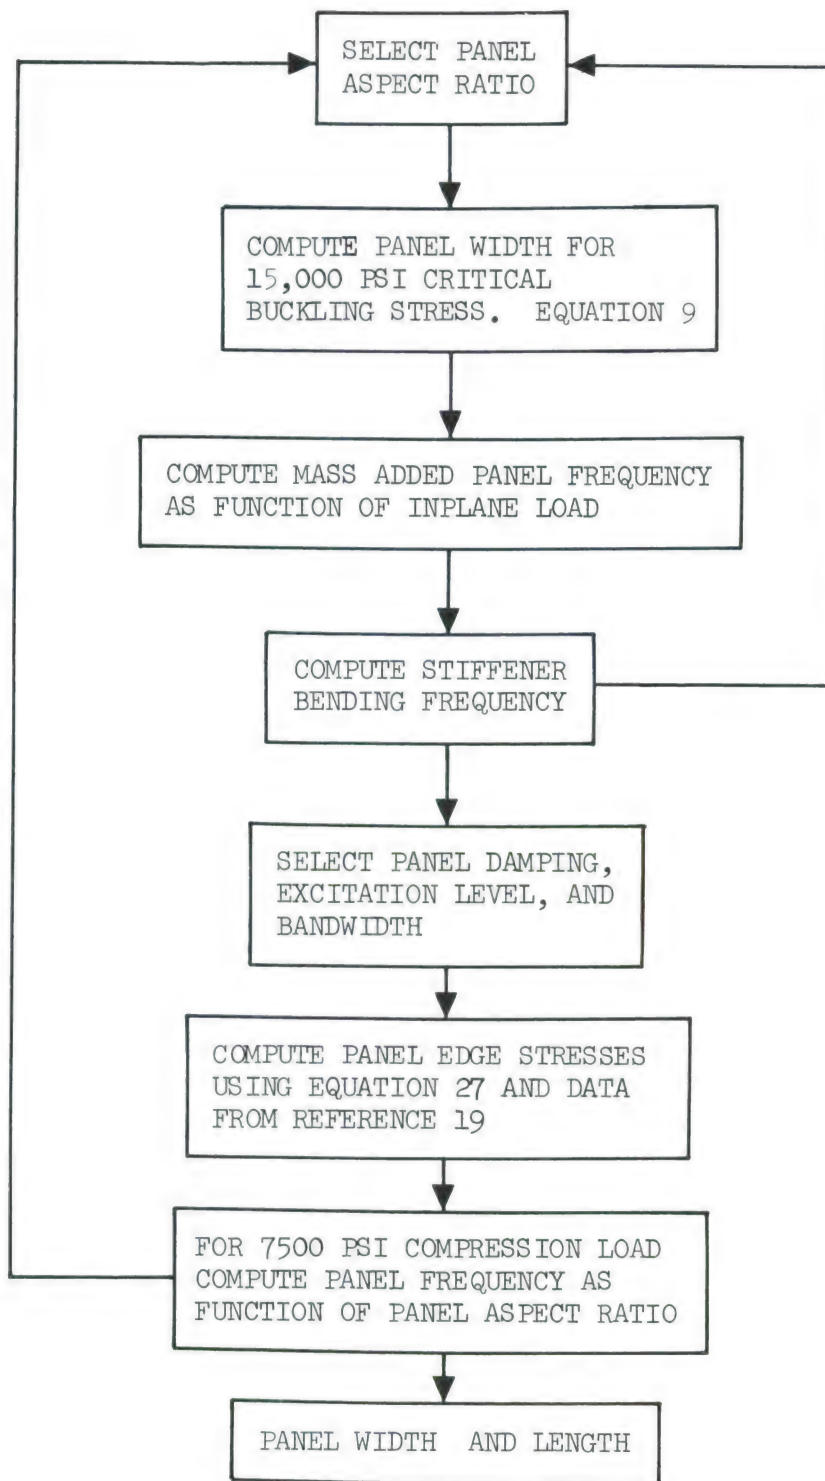 SELECT PANEL
ASPECT RATIO
COMPUTE PANEL WIDTH FOR
15,000 PSI CRITICAL
BUCKLING STRESS. EQUATION 9
COMPUTE MASS ADDED PANEL FREQUENCY
AS FUNCTION OF INPLANE LOAD
COMPUTE STIFFENER
BENDING FREQUENCY
SELECT PANEL DAMPING,
EXCITATION LEVEL, AND
BANDWIDTH
COMPUTE PANEL EDGE STRESSES
USING EQUATION 27 AND DATA
FROM REFERENCE 19
FOR 7500 PSI COMPRESSION LOAD
COMPUTE PANEL FREQUENCY AS
FUNCTION OF PANEL ASPECT RATIO
PANEL WIDTH AND LENGTH